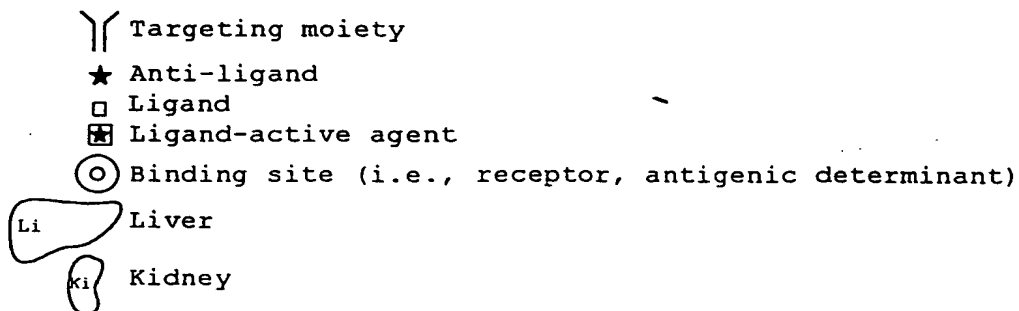 Targeting moiety
Anti-ligand
Ligand
Ligand-active agent
Binding site (i.e., receptor, antigenic determinant)
Li Liver
Ki Kidney